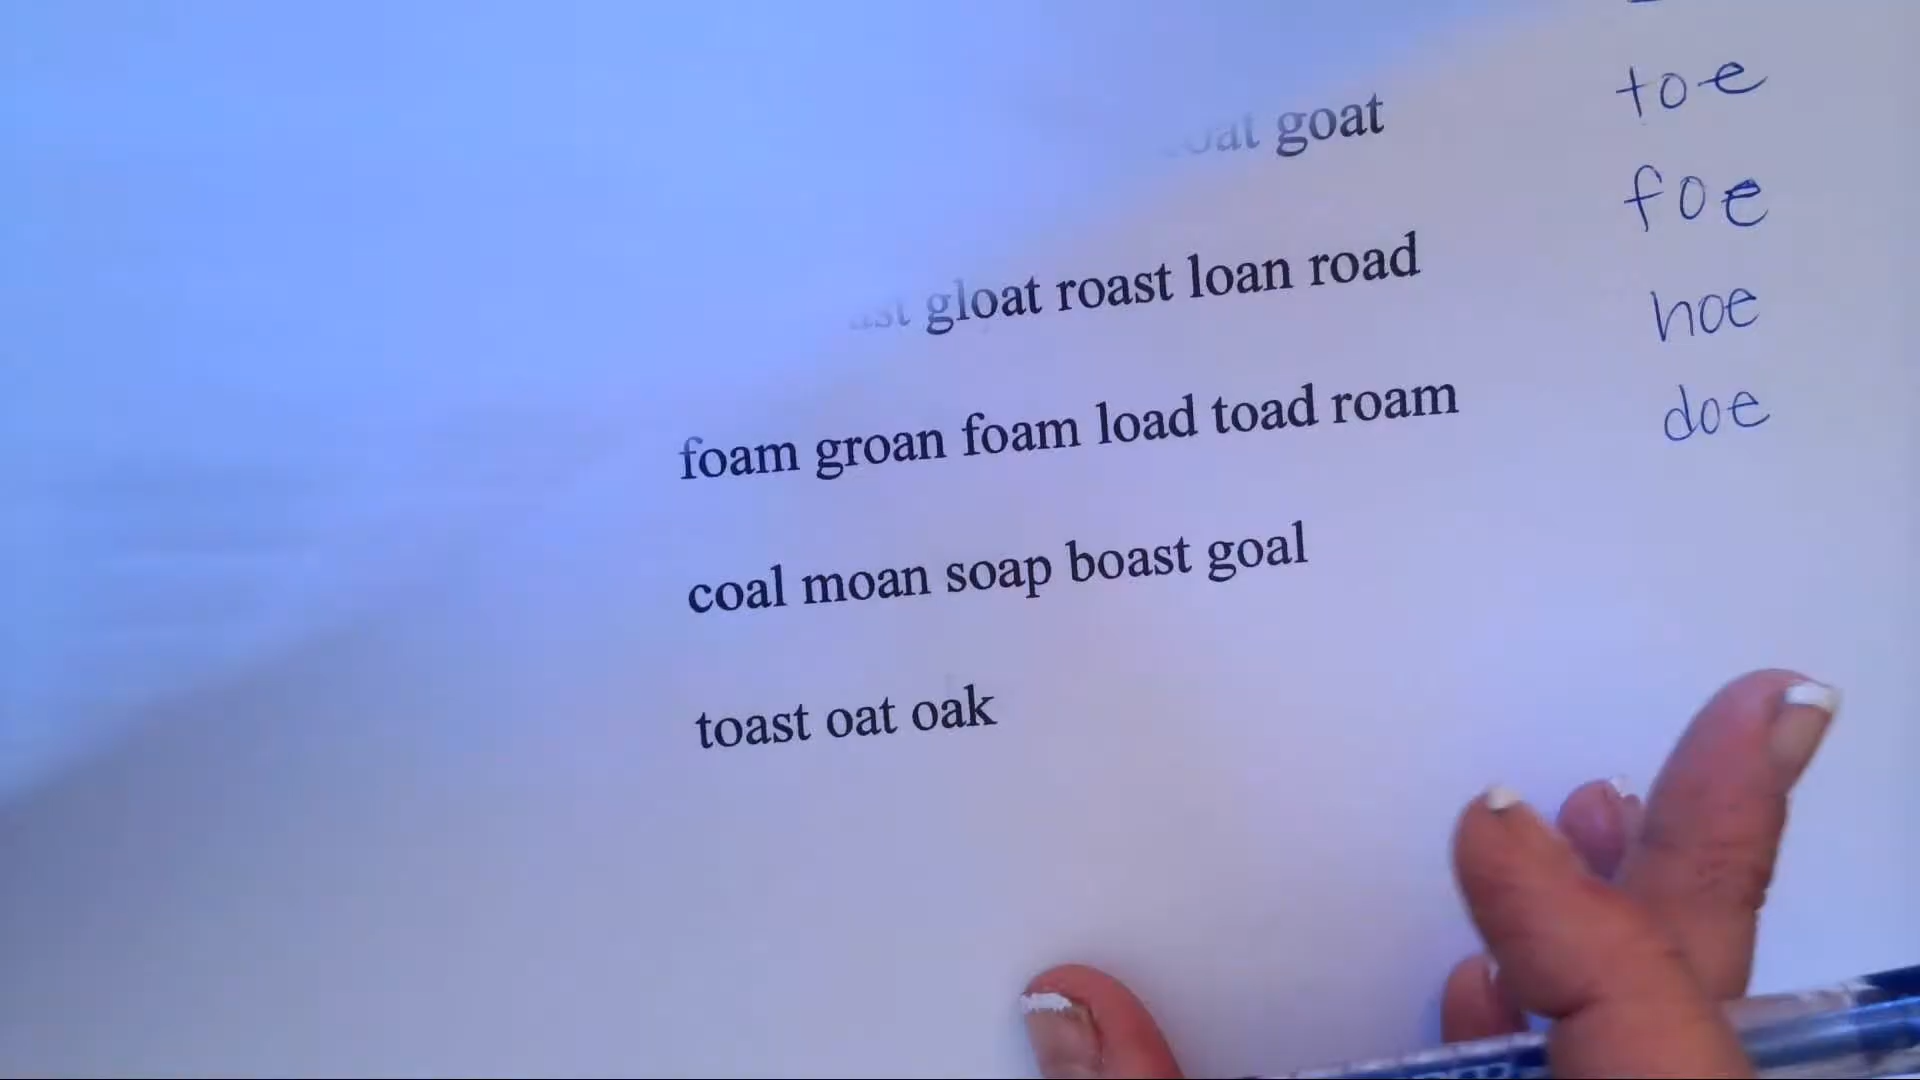 goat
gloat roast loan road
foam groan foam load toad roam
coal moan soap boast goal
toast oat oak
toe
foe
hoe
doe